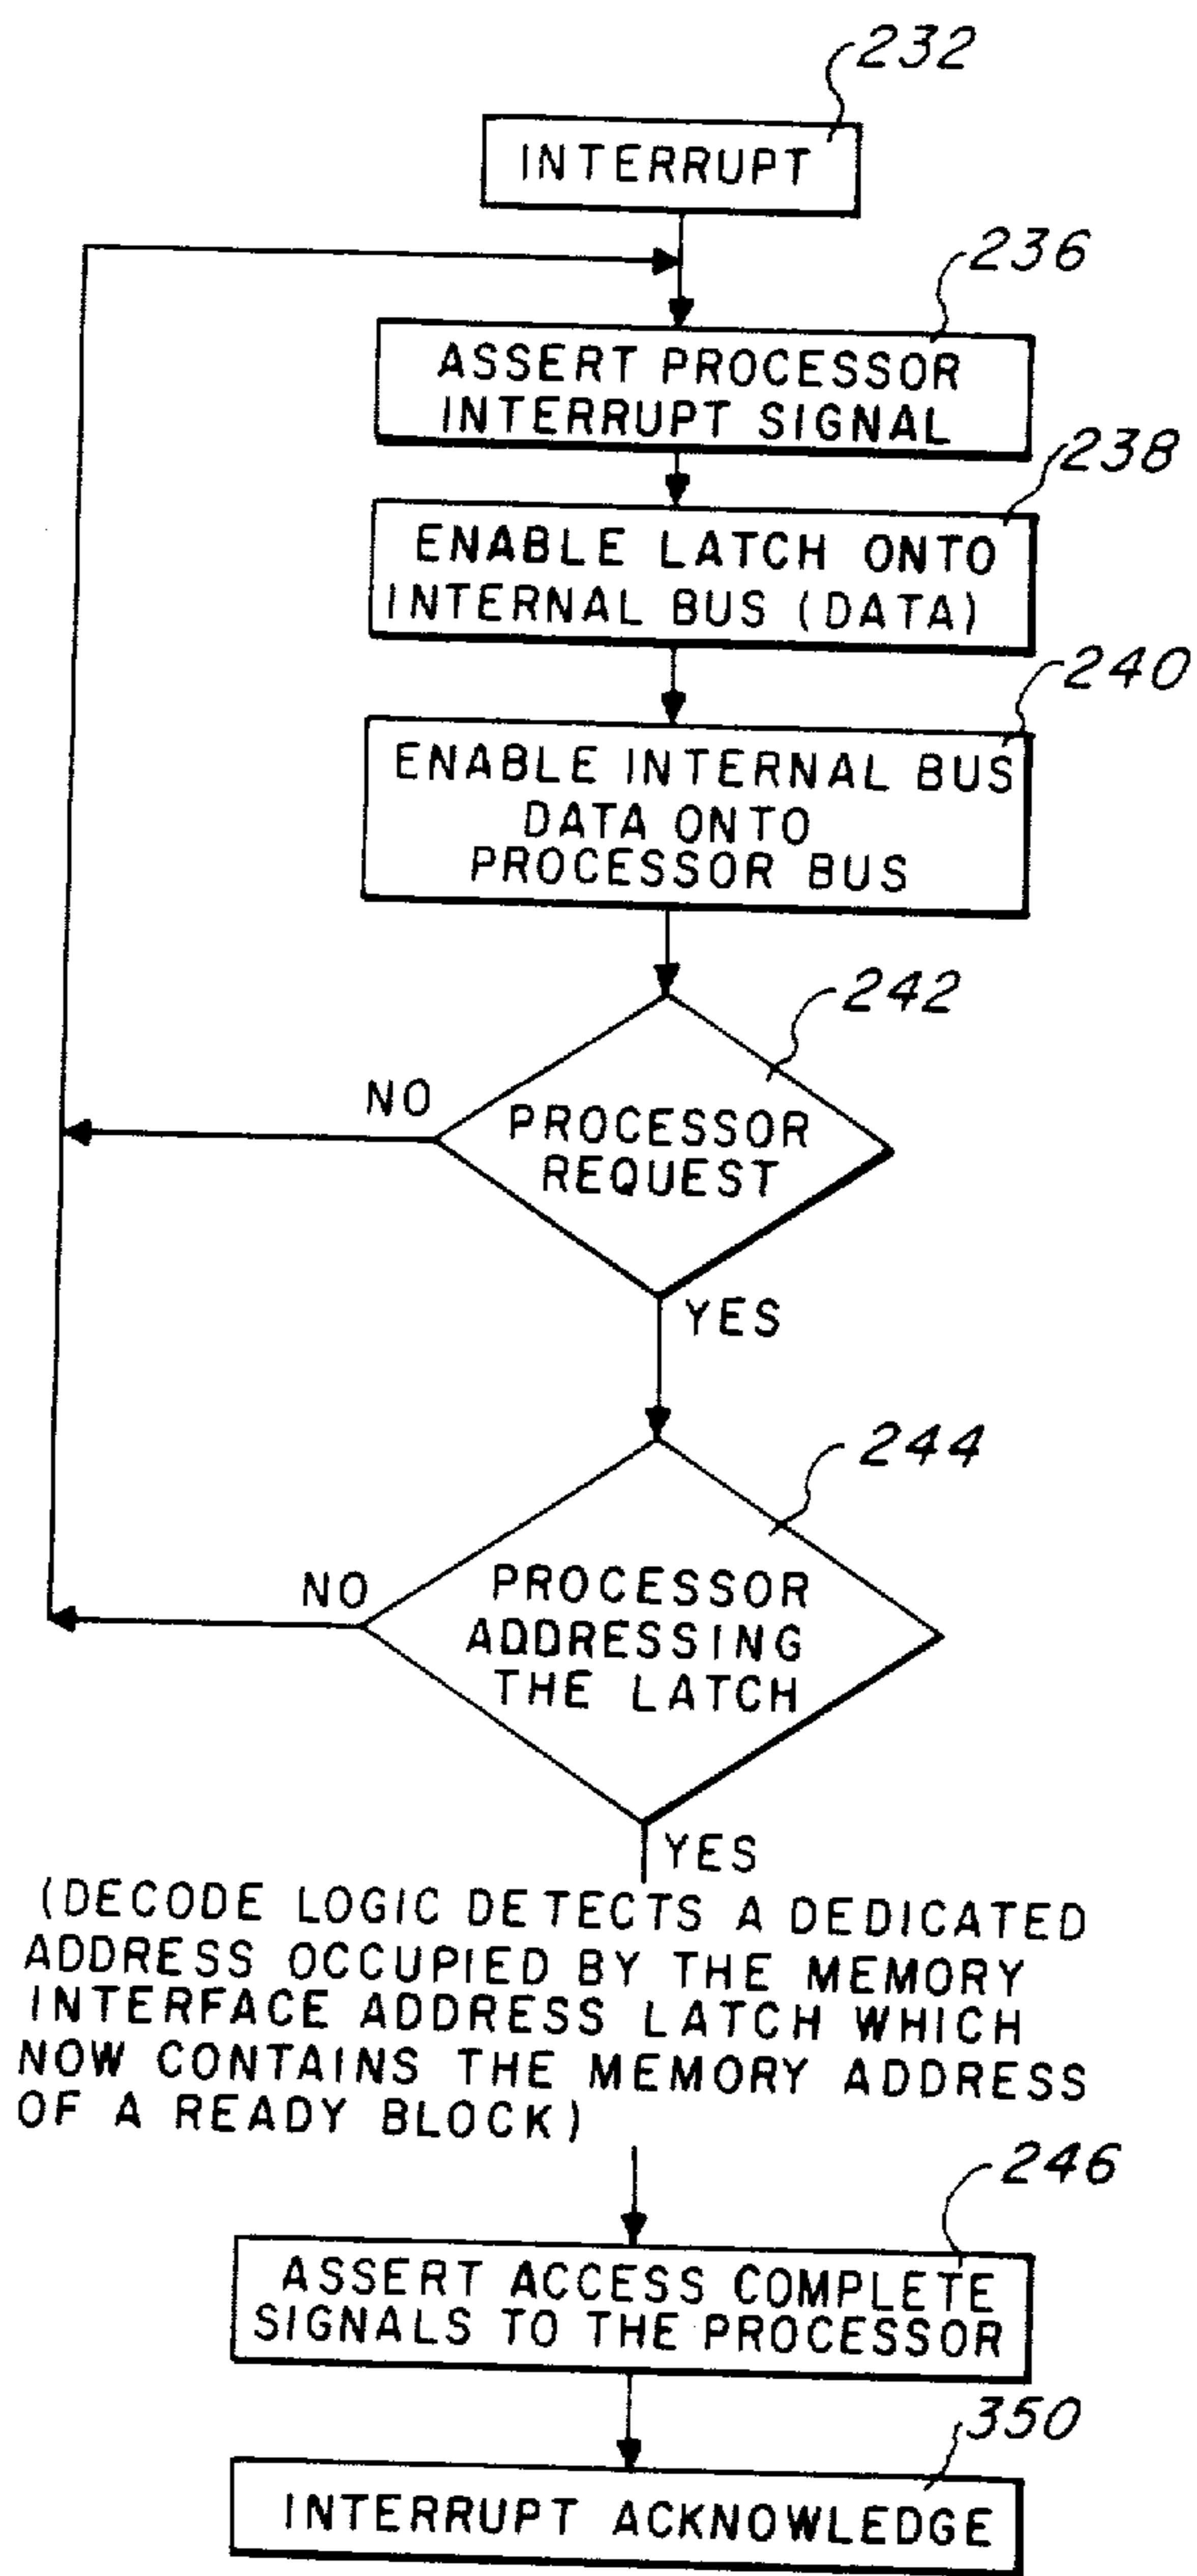 232
INTERRUPT
236
ASSERT PROCESSOR
INTERRUPT SIGNAL
238
ENABLE LATCH ONTO
INTERNAL BUS (DATA)
240
ENABLE INTERNAL BUS
DATA ONTO
PROCESSOR BUS
242
NO
PROCESSOR
REQUEST
YES
244
NO
PROCESSOR
ADDRESSING
THE LATCH
YES
(DECODE LOGIC DETECTS A DEDICATED
ADDRESS OCCUPIED BY THE MEMORY
INTERFACE ADDRESS LATCH WHICH
NOW CONTAINS THE MEMORY ADDRESS
OF A READY BLOCK)
246
ASSERT ACCESS COMPLETE
SIGNALS TO THE PROCESSOR
350
INTERRUPT ACKNOWLEDGE